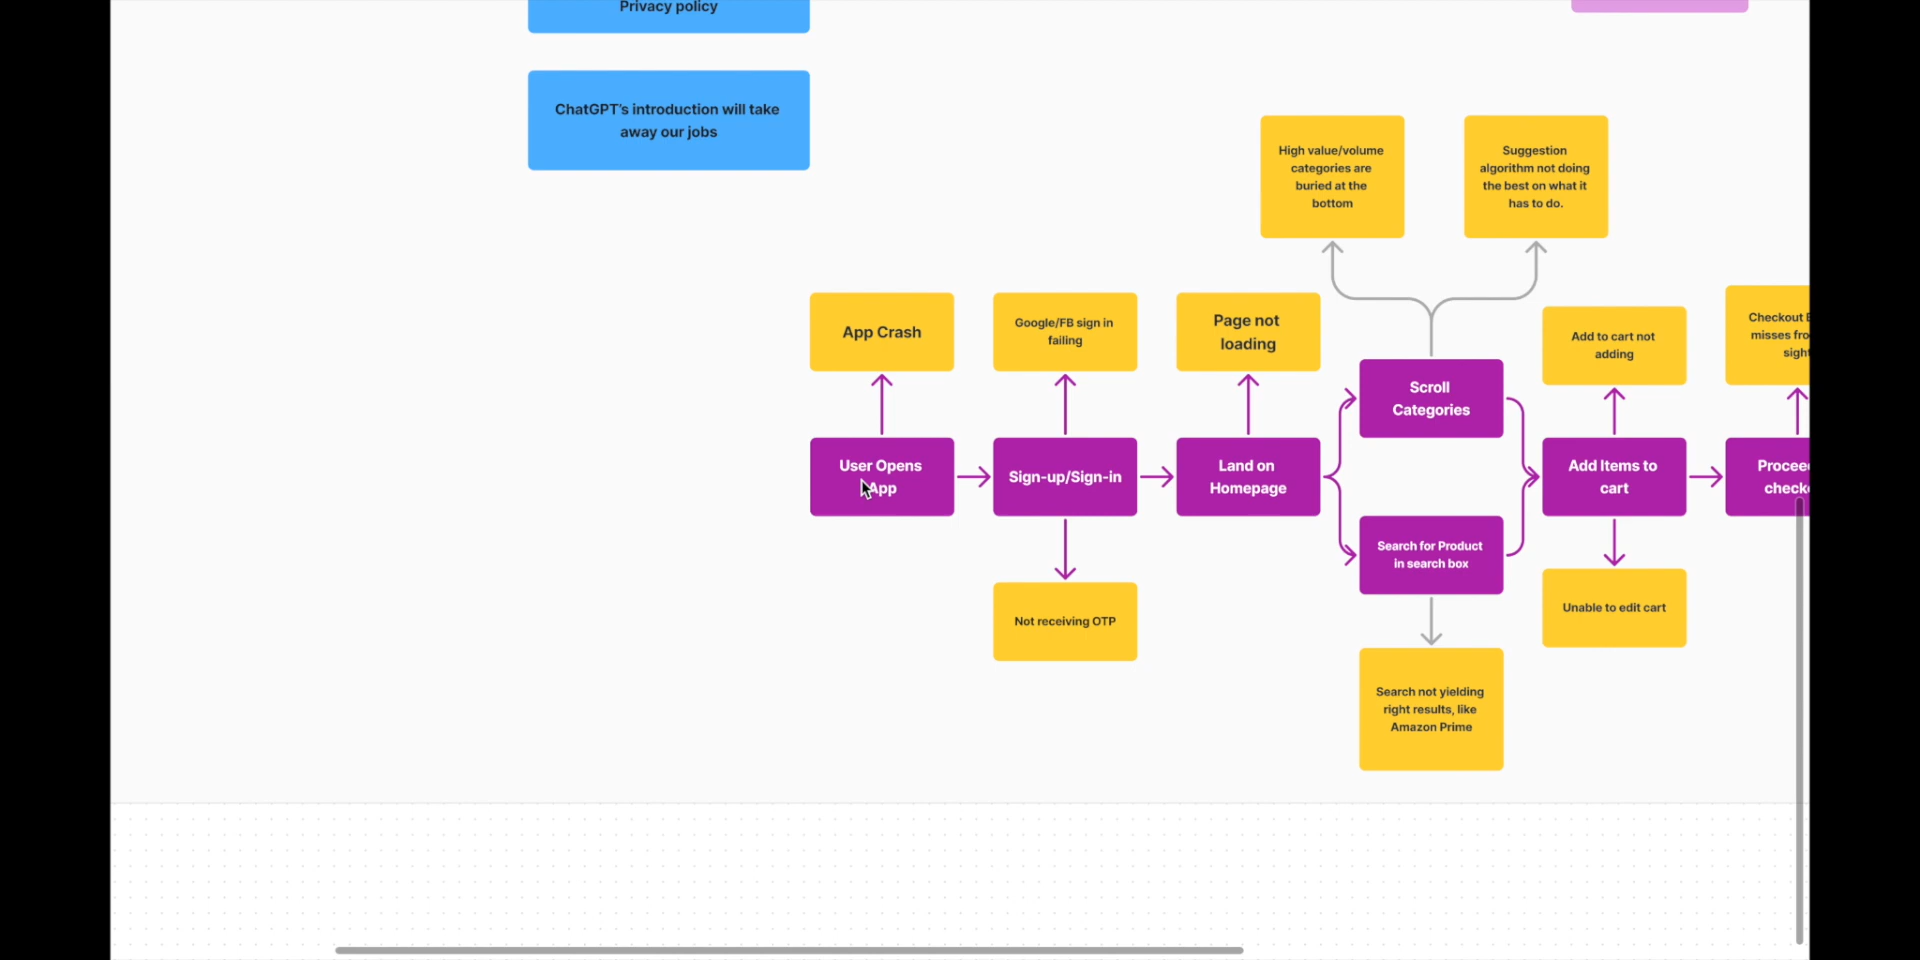 Privacy policy
ChatGPT's introduction will take
away our jobs
High value/volume
categories are
buried at the
bottom
Suggestion
algorithm not doing
the best on what it
has to do.
App Crash
Google/FB sign in
failing
Page not
loading
Add to cart not
adding
Checkout
misses
Scroll
Categories
User Opens
App
Sign-up/Sign-in
Land on
Homepage
Search for Product
in search box
Add Items to
cart
Not receiving OTP
Unable to edit cart
Search not yielding
right results, like
Amazon Prime